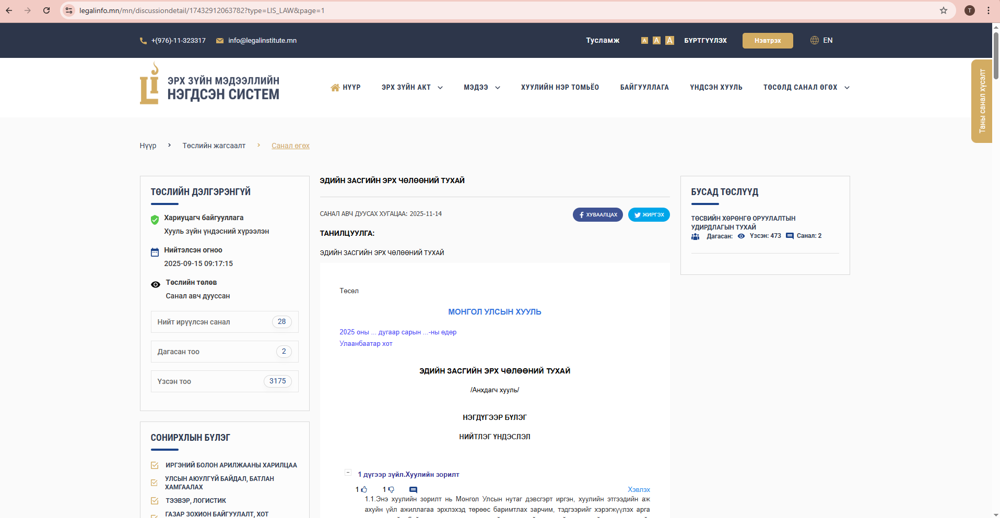 legalinfo.mn/mn/discussiondetail/17432912063782?type=LIS_LAW&page=1
T
+(976)-11-323317 info@legalinstitute.mn
Тусламж A A A БҮРТГҮҮЛЭХ Нэвтрэх EN
ЭРХ ЗҮЙН МЭДЭЭЛЛИЙН
НЭГДСЭН СИСТЕМ
НҮҮР ЭРХ ЗҮЙН АКТ МЭДЭЭ ХУУЛИЙН НЭР ТОМЬЁО БАЙГУУЛЛАГА ҮНДСЭН ХУУЛЬ ТӨСӨЛД САНАЛ ӨГӨХ
Таны санал хүсэлт
Нүүр > Төслийн жагсаалт > Санал өгөх
ТӨСЛИЙН ДЭЛГЭРЭНГҮЙ
Хариуцагч байгууллага
Хууль зүйн үндэсний хүрээлэн
Нийтэлсэн огноо
2025-09-15 09:17:15
Төслийн төлөв
Санал авч дууссан
Нийт ирүүлсэн санал 28
Дагасан тоо 2
Үзсэн тоо 3175
СОНИРХЛЫН БҮЛЭГ
ИРГЭНИЙ БОЛОН АРИЛЖААНЫ ХАРИЛЦАА
УЛСЫН АЮУЛГҮЙ БАЙДАЛ, БАТЛАН
ХАМГААЛАХ
ТЭЭВЭР, ЛОГИСТИК
ГАЗАР ЗОХИОН БАЙГУУЛАЛТ, ХОТ
ЭДИЙН ЗАСГИЙН ЭРХ ЧӨЛӨӨНИЙ ТУХАЙ
САНАЛ АВЧ ДУУСАХ ХУГАЦАА: 2025-11-14
ХУВААЛЦАХ ЖИРГЭХ
ТАНИЛЦУУЛГА:
ЭДИЙН ЗАСГИЙН ЭРХ ЧӨЛӨӨНИЙ ТУХАЙ
Төсөл
МОНГОЛ УЛСЫН ХУУЛЬ
2025 оны ... дугаар сарын ...-ны өдөр
Улаанбаатар хот
ЭДИЙН ЗАСГИЙН ЭРХ ЧӨЛӨӨНИЙ ТУХАЙ
/Анхдагч хууль/
НЭГДҮГЭЭР БҮЛЭГ
НИЙТЛЭГ ҮНДЭСЛЭЛ
1 дүгээр зүйл.Хуулийн зорилт
1 1 Хэвлэх
1.1.Энэ хуулийн зорилт нь Монгол Улсын нутаг дэвсгэрт иргэн, хуулийн этгээдийн аж
ахуйн үйл ажиллагаа эрхлэхэд төрөөс баримтлах зарчим, тэдгээрийг хэрэгжүүлэх арга
БУСАД ТӨСЛҮҮД
ТӨСВИЙН ХӨРӨНГӨ ОРУУЛАЛТЫН
УДИРДЛАГЫН ТУХАЙ
Дагасан: Үзсэн: 473 Санал: 2